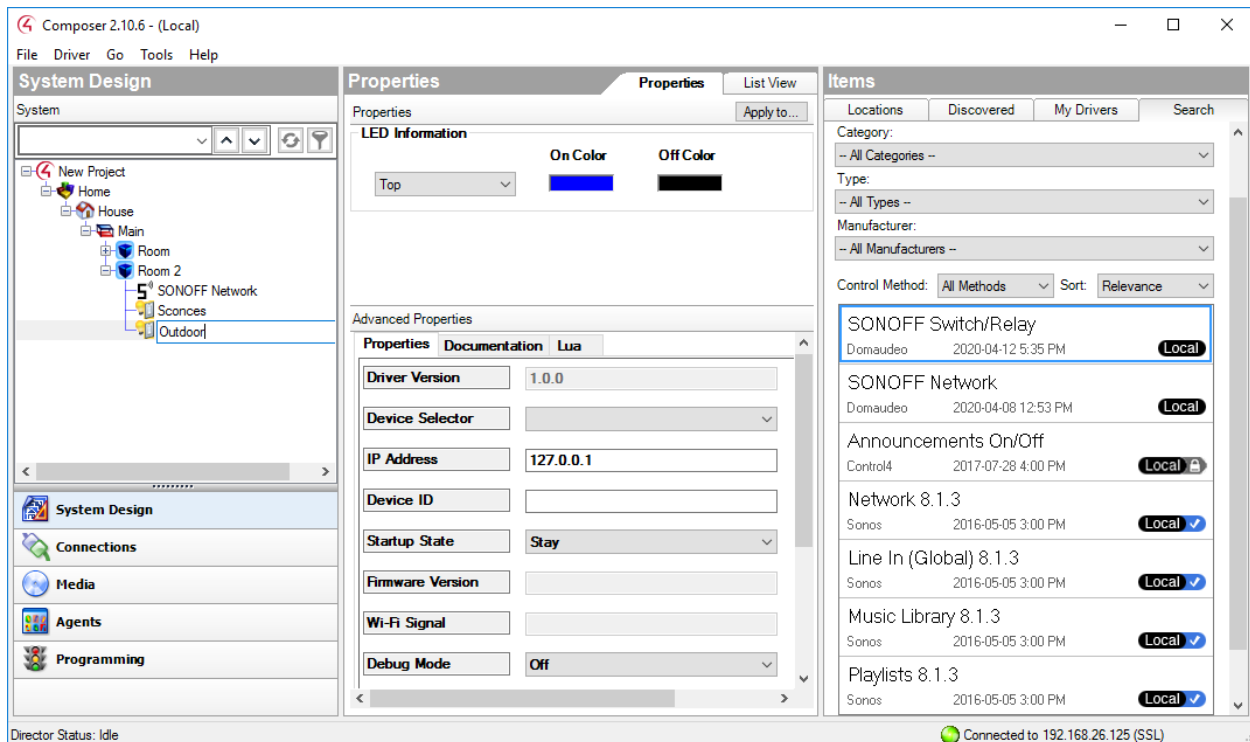 Composer 2.10.6 - (Local)
File Driver Go Tools Help
System Design
System
New Project
Home
House
Main
Room
Room 2
SONOFF Network
Sconces
Outdoor
System Design
Connections
Media
Agents
Programming
Properties
Properties List View
Properties Apply to...
LED Information
On Color Off Color
Top
Advanced Properties
Properties Documentation Lua
Driver Version 1.0.0
Device Selector
IP Address 127.0.0.1
Device ID
Startup State Stay
Firmware Version
Wi-Fi Signal
Debug Mode Off
Items
Locations Discovered My Drivers Search
Category:
-- All Categories --
Type:
-- All Types --
Manufacturer:
-- All Manufacturers --
Control Method: All Methods Sort: Relevance
SONOFF Switch/Relay
Domaudeo 2020-04-12 5:35 PM Local
SONOFF Network
Domaudeo 2020-04-08 12:53 PM Local
Announcements On/Off
Control4 2017-07-28 4:00 PM Local
Network 8.1.3
Sonos 2016-05-05 3:00 PM Local
Line In (Global) 8.1.3
Sonos 2016-05-05 3:00 PM Local
Music Library 8.1.3
Sonos 2016-05-05 3:00 PM Local
Playlists 8.1.3
Sonos 2016-05-05 3:00 PM Local
Director Status: Idle
Connected to 192.168.26.125 (SSL)